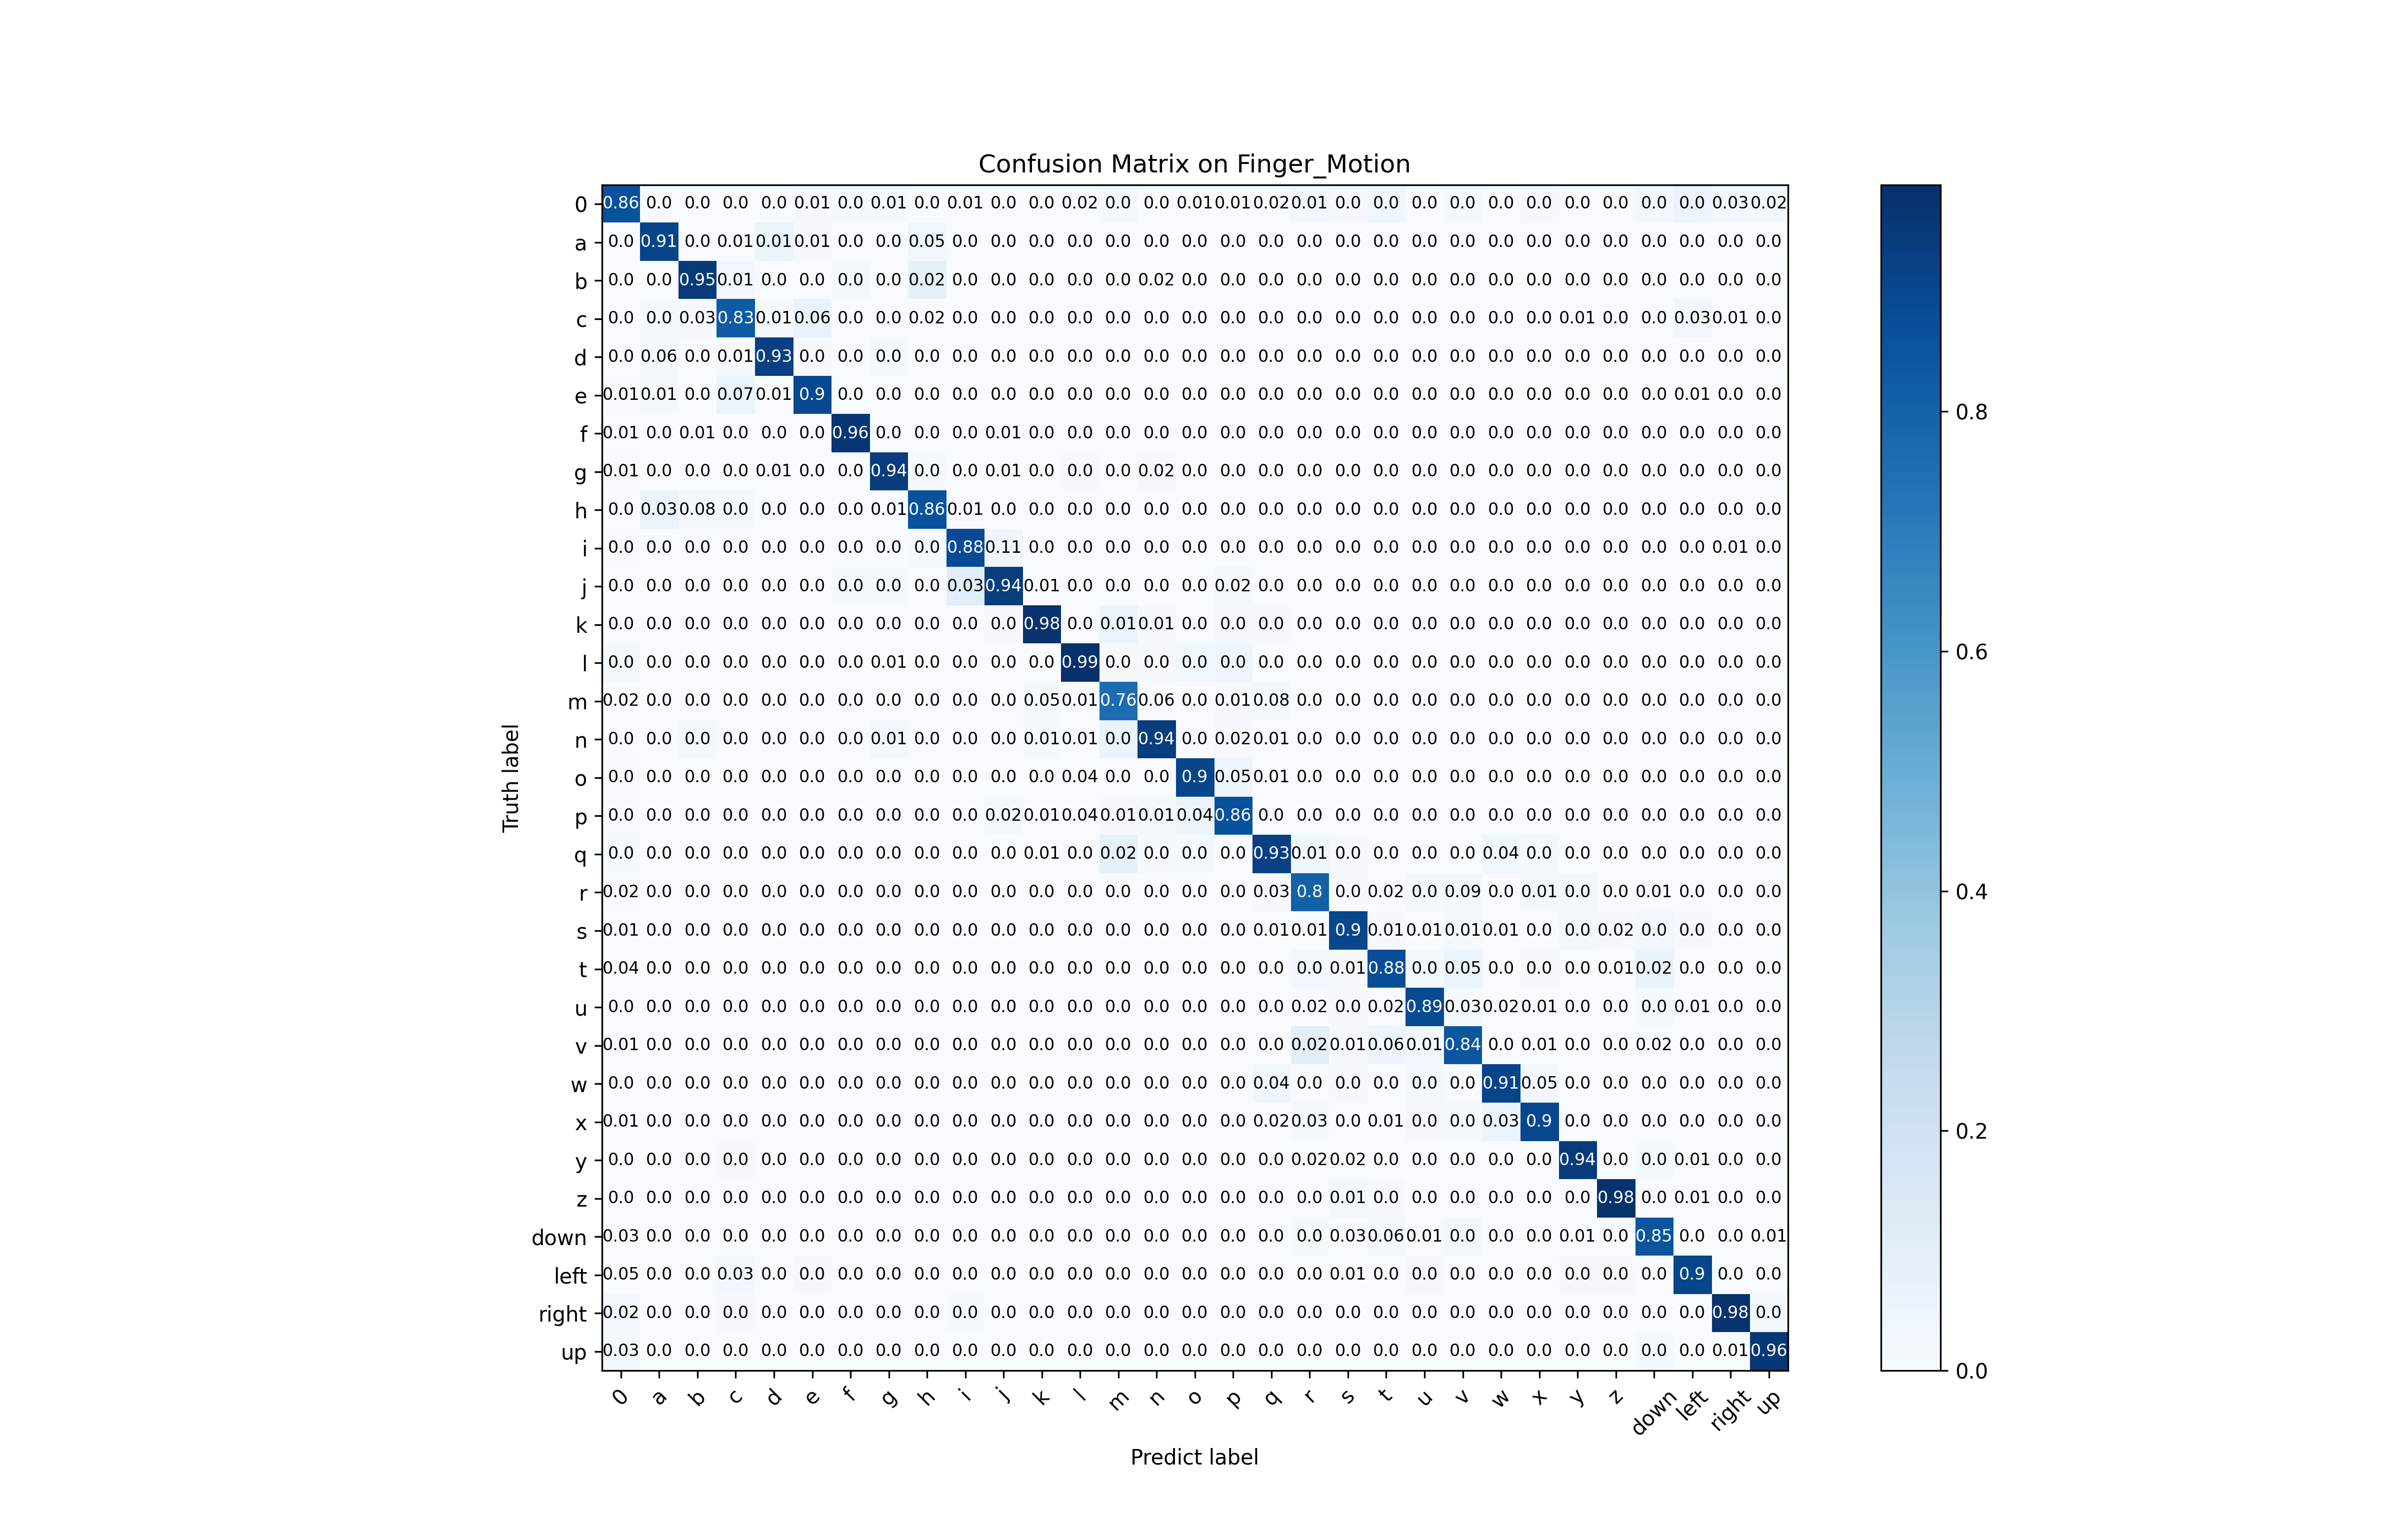 Confusion Matrix on Finger_Motion
0 0.86 0.0 0.0 0.0 0.0 0.01 0.0 0.01 0.0 0.01 0.0 0.0 0.02 0.0 0.0 0.01 0.01 0.02 0.01 0.0 0.0 0.0 0.0 0.0 0.0 0.0 0.0 0.0 0.0 0.03 0.02
a 0.0 0.91 0.0 0.01 0.01 0.01 0.0 0.0 0.05 0.0 0.0 0.0 0.0 0.0 0.0 0.0 0.0 0.0 0.0 0.0 0.0 0.0 0.0 0.0 0.0 0.0 0.0 0.0 0.0 0.0 0.0
b 0.0 0.0 0.95 0.01 0.0 0.0 0.0 0.0 0.02 0.0 0.0 0.0 0.0 0.0 0.02 0.0 0.0 0.0 0.0 0.0 0.0 0.0 0.0 0.0 0.0 0.0 0.0 0.0 0.0 0.0 0.0
c 0.0 0.0 0.03 0.83 0.01 0.06 0.0 0.0 0.02 0.0 0.0 0.0 0.0 0.0 0.0 0.0 0.0 0.0 0.0 0.0 0.0 0.0 0.0 0.0 0.0 0.01 0.0 0.0 0.03 0.01 0.0
d 0.0 0.06 0.0 0.01 0.93 0.0 0.0 0.0 0.0 0.0 0.0 0.0 0.0 0.0 0.0 0.0 0.0 0.0 0.0 0.0 0.0 0.0 0.0 0.0 0.0 0.0 0.0 0.0 0.0 0.0 0.0
e 0.01 0.01 0.0 0.07 0.01 0.9 0.0 0.0 0.0 0.0 0.0 0.0 0.0 0.0 0.0 0.0 0.0 0.0 0.0 0.0 0.0 0.0 0.0 0.0 0.0 0.0 0.0 0.0 0.01 0.0 0.0
f 0.01 0.0 0.01 0.0 0.0 0.0 0.96 0.0 0.0 0.0 0.01 0.0 0.0 0.0 0.0 0.0 0.0 0.0 0.0 0.0 0.0 0.0 0.0 0.0 0.0 0.0 0.0 0.0 0.0 0.0 0.0
g 0.01 0.0 0.0 0.0 0.01 0.0 0.0 0.94 0.0 0.0 0.01 0.0 0.0 0.0 0.02 0.0 0.0 0.0 0.0 0.0 0.0 0.0 0.0 0.0 0.0 0.0 0.0 0.0 0.0 0.0 0.0
h 0.0 0.03 0.08 0.0 0.0 0.0 0.0 0.01 0.86 0.01 0.0 0.0 0.0 0.0 0.0 0.0 0.0 0.0 0.0 0.0 0.0 0.0 0.0 0.0 0.0 0.0 0.0 0.0 0.0 0.0 0.0
i 0.0 0.0 0.0 0.0 0.0 0.0 0.0 0.0 0.0 0.88 0.11 0.0 0.0 0.0 0.0 0.0 0.0 0.0 0.0 0.0 0.0 0.0 0.0 0.0 0.0 0.0 0.0 0.0 0.0 0.01 0.0
j 0.0 0.0 0.0 0.0 0.0 0.0 0.0 0.0 0.0 0.03 0.94 0.01 0.0 0.0 0.0 0.0 0.02 0.0 0.0 0.0 0.0 0.0 0.0 0.0 0.0 0.0 0.0 0.0 0.0 0.0 0.0
k 0.0 0.0 0.0 0.0 0.0 0.0 0.0 0.0 0.0 0.0 0.0 0.98 0.0 0.01 0.01 0.0 0.0 0.0 0.0 0.0 0.0 0.0 0.0 0.0 0.0 0.0 0.0 0.0 0.0 0.0 0.0
l 0.0 0.0 0.0 0.0 0.0 0.0 0.0 0.01 0.0 0.0 0.0 0.0 0.99 0.0 0.0 0.0 0.0 0.0 0.0 0.0 0.0 0.0 0.0 0.0 0.0 0.0 0.0 0.0 0.0 0.0 0.0
m 0.02 0.0 0.0 0.0 0.0 0.0 0.0 0.0 0.0 0.0 0.0 0.05 0.01 0.76 0.06 0.0 0.01 0.08 0.0 0.0 0.0 0.0 0.0 0.0 0.0 0.0 0.0 0.0 0.0 0.0 0.0
n 0.0 0.0 0.0 0.0 0.0 0.0 0.0 0.01 0.0 0.0 0.0 0.01 0.01 0.0 0.94 0.0 0.02 0.01 0.0 0.0 0.0 0.0 0.0 0.0 0.0 0.0 0.0 0.0 0.0 0.0 0.0
o 0.0 0.0 0.0 0.0 0.0 0.0 0.0 0.0 0.0 0.0 0.0 0.0 0.04 0.0 0.0 0.9 0.05 0.01 0.0 0.0 0.0 0.0 0.0 0.0 0.0 0.0 0.0 0.0 0.0 0.0 0.0
p 0.0 0.0 0.0 0.0 0.0 0.0 0.0 0.0 0.0 0.0 0.02 0.01 0.04 0.01 0.01 0.04 0.86 0.0 0.0 0.0 0.0 0.0 0.0 0.0 0.0 0.0 0.0 0.0 0.0 0.0 0.0
q 0.0 0.0 0.0 0.0 0.0 0.0 0.0 0.0 0.0 0.0 0.0 0.01 0.0 0.02 0.0 0.0 0.0 0.93 0.01 0.0 0.0 0.0 0.0 0.04 0.0 0.0 0.0 0.0 0.0 0.0 0.0
r 0.02 0.0 0.0 0.0 0.0 0.0 0.0 0.0 0.0 0.0 0.0 0.0 0.0 0.0 0.0 0.0 0.0 0.03 0.8 0.0 0.02 0.0 0.09 0.0 0.01 0.0 0.0 0.01 0.0 0.0 0.0
s 0.01 0.0 0.0 0.0 0.0 0.0 0.0 0.0 0.0 0.0 0.0 0.0 0.0 0.0 0.0 0.0 0.0 0.01 0.01 0.9 0.01 0.01 0.01 0.01 0.0 0.0 0.02 0.0 0.0 0.0 0.0
t 0.04 0.0 0.0 0.0 0.0 0.0 0.0 0.0 0.0 0.0 0.0 0.0 0.0 0.0 0.0 0.0 0.0 0.0 0.0 0.01 0.88 0.0 0.05 0.0 0.0 0.0 0.01 0.02 0.0 0.0 0.0
u 0.0 0.0 0.0 0.0 0.0 0.0 0.0 0.0 0.0 0.0 0.0 0.0 0.0 0.0 0.0 0.0 0.0 0.0 0.02 0.0 0.02 0.89 0.03 0.02 0.01 0.0 0.0 0.0 0.01 0.0 0.0
v 0.01 0.0 0.0 0.0 0.0 0.0 0.0 0.0 0.0 0.0 0.0 0.0 0.0 0.0 0.0 0.0 0.0 0.0 0.02 0.01 0.06 0.01 0.84 0.0 0.01 0.0 0.0 0.02 0.0 0.0 0.0
w 0.0 0.0 0.0 0.0 0.0 0.0 0.0 0.0 0.0 0.0 0.0 0.0 0.0 0.0 0.0 0.0 0.0 0.04 0.0 0.0 0.0 0.0 0.0 0.91 0.05 0.0 0.0 0.0 0.0 0.0 0.0
x 0.01 0.0 0.0 0.0 0.0 0.0 0.0 0.0 0.0 0.0 0.0 0.0 0.0 0.0 0.0 0.0 0.0 0.02 0.03 0.0 0.01 0.0 0.0 0.03 0.9 0.0 0.0 0.0 0.0 0.0 0.0
y 0.0 0.0 0.0 0.0 0.0 0.0 0.0 0.0 0.0 0.0 0.0 0.0 0.0 0.0 0.0 0.0 0.0 0.0 0.02 0.02 0.0 0.0 0.0 0.0 0.0 0.94 0.0 0.0 0.01 0.0 0.0
z 0.0 0.0 0.0 0.0 0.0 0.0 0.0 0.0 0.0 0.0 0.0 0.0 0.0 0.0 0.0 0.0 0.0 0.0 0.0 0.01 0.0 0.0 0.0 0.0 0.0 0.0 0.98 0.0 0.01 0.0 0.0
down 0.03 0.0 0.0 0.0 0.0 0.0 0.0 0.0 0.0 0.0 0.0 0.0 0.0 0.0 0.0 0.0 0.0 0.0 0.0 0.03 0.06 0.01 0.0 0.0 0.0 0.01 0.0 0.85 0.0 0.0 0.01
left 0.05 0.0 0.0 0.03 0.0 0.0 0.0 0.0 0.0 0.0 0.0 0.0 0.0 0.0 0.0 0.0 0.0 0.0 0.0 0.01 0.0 0.0 0.0 0.0 0.0 0.0 0.0 0.0 0.9 0.0 0.0
right 0.02 0.0 0.0 0.0 0.0 0.0 0.0 0.0 0.0 0.0 0.0 0.0 0.0 0.0 0.0 0.0 0.0 0.0 0.0 0.0 0.0 0.0 0.0 0.0 0.0 0.0 0.0 0.0 0.0 0.98 0.0
up 0.03 0.0 0.0 0.0 0.0 0.0 0.0 0.0 0.0 0.0 0.0 0.0 0.0 0.0 0.0 0.0 0.0 0.0 0.0 0.0 0.0 0.0 0.0 0.0 0.0 0.0 0.0 0.0 0.0 0.01 0.96
0 a b c d e f g h i j k l m n o p q r s t u v w x y z down left right up
Predict label
Truth label
0.8
0.6
0.4
0.2
0.0